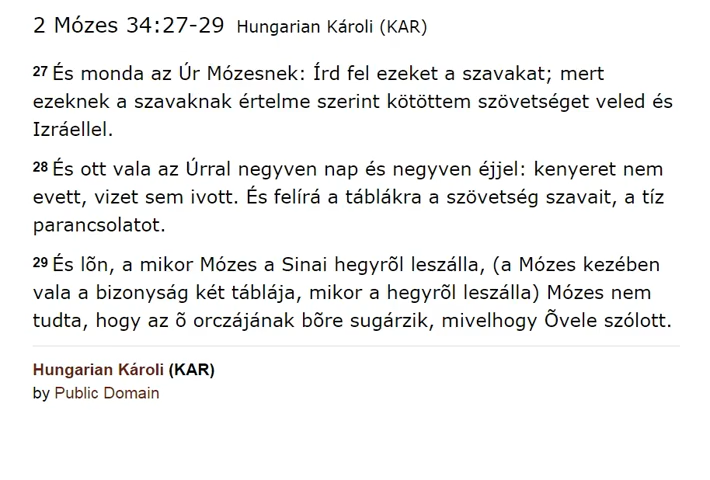 2 Mózes 34:27-29 Hungarian Károli (KAR)
27 És monda az Úr Mózesnek: Írd fel ezeket a szavakat; mert
ezeknek a szavaknak értelme szerint kötöttem szövetséget veled és
Izráellel.
28 És ott vala az Úrral negyven nap és negyven éjjel: kenyeret nem
evett, vizet sem ivott. És felírá a táblákra a szövetség szavait, a tíz
parancsolatot.
29 És lõn, a mikor Mózes a Sinai hegyrõl leszálla, (a Mózes kezében
vala a bizonyság két táblája, mikor a hegyrõl leszálla) Mózes nem
tudta, hogy az õ orczájának bõre sugárzik, mivelhogy Õvele szólott.
Hungarian Károli (KAR)
by Public Domain